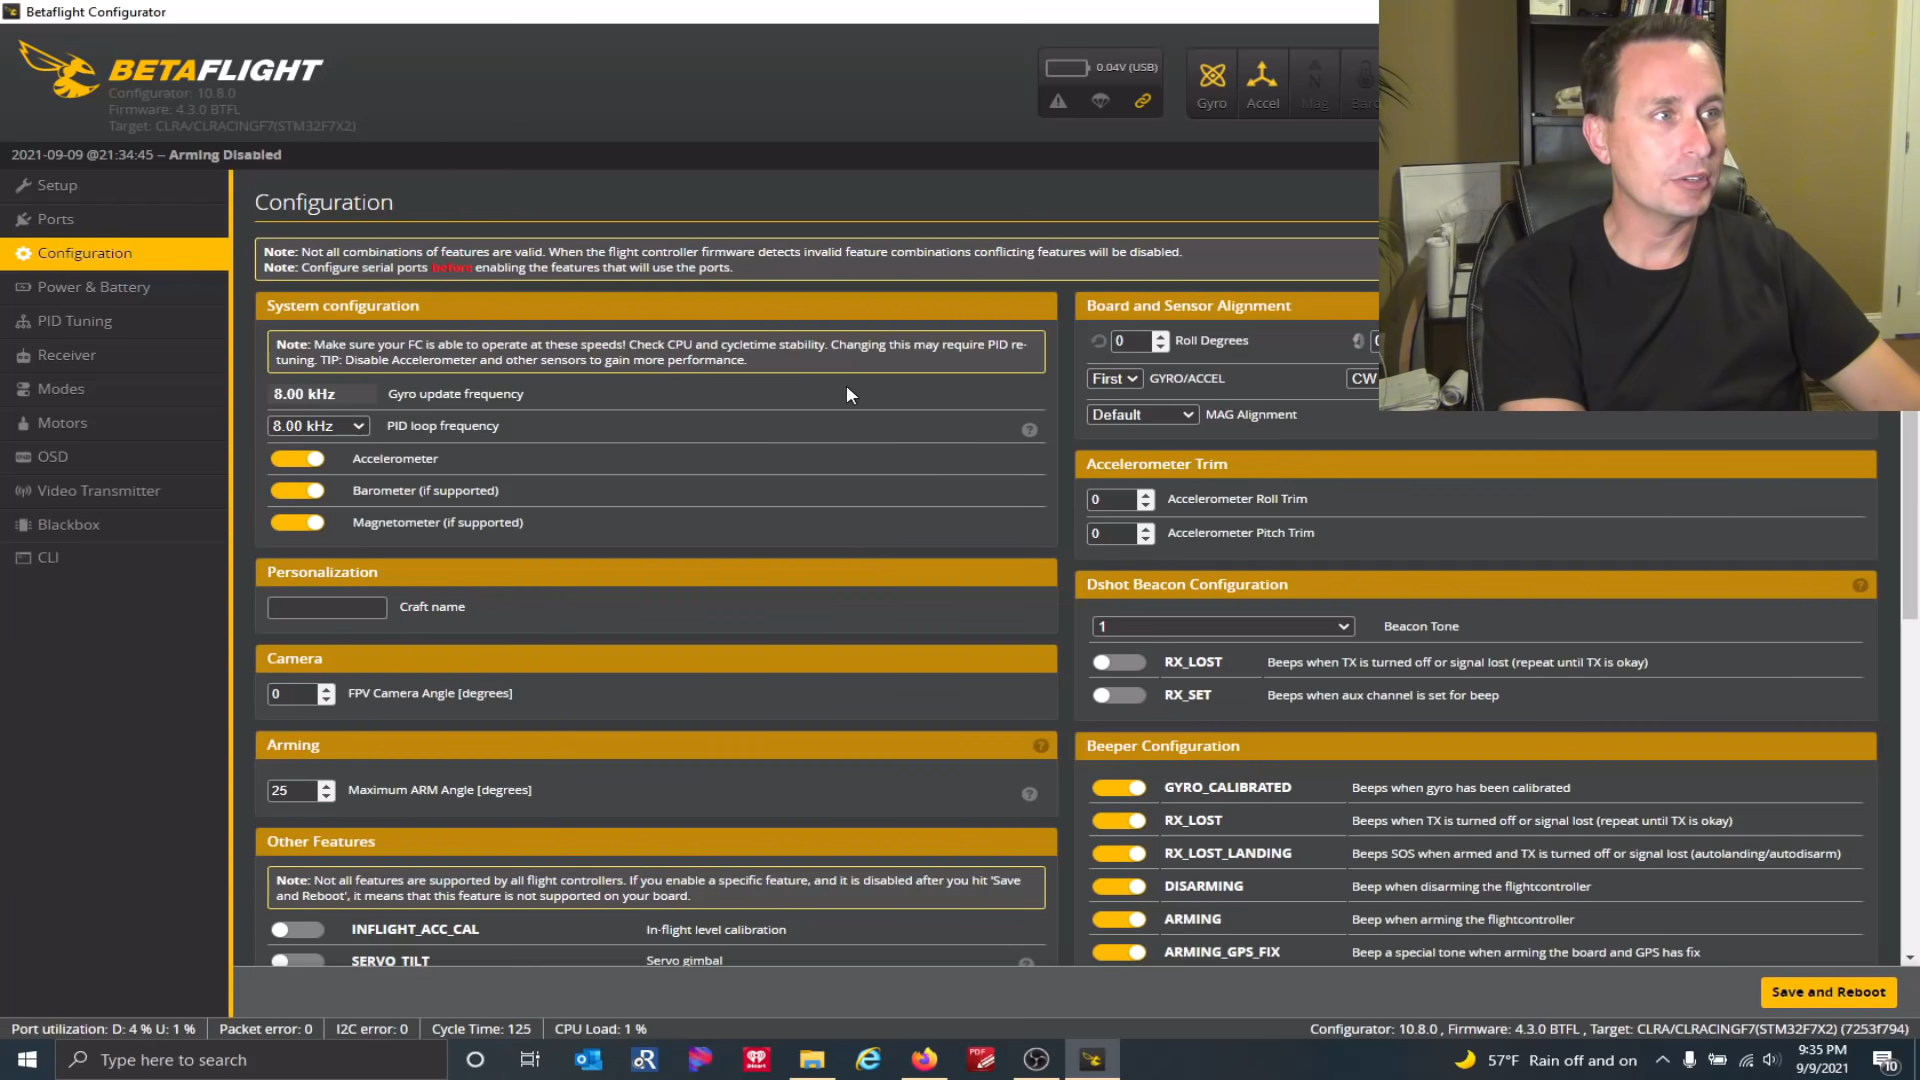 Betaflight Configurator
BETAFLIGHT
Configurator: 10.8.0
Firmware: 4.3.0 BTFL
Target: CLRA/CLRACINGF7(STM32F7X2)
0.04V (USB)
Gyro
Accel
Mag
Baro
2021-09-09 @21:34:45 -- Arming Disabled
Setup
Ports
Configuration
Power & Battery
PID Tuning
Receiver
Modes
Motors
OSD
Video Transmitter
Blackbox
CLI
Configuration
Note: Not all combinations of features are valid. When the flight controller firmware detects invalid feature combinations conflicting features will be disabled.
Note: Configure serial ports before enabling the features that will use the ports.
System configuration
Note: Make sure your FC is able to operate at these speeds! Check CPU and cycletime stability. Changing this may require PID re-
tuning. TIP: Disable Accelerometer and other sensors to gain more performance.
8.00 kHz Gyro update frequency
8.00 kHz PID loop frequency
Accelerometer
Barometer (if supported)
Magnetometer (if supported)
Personalization
Craft name
Camera
0 FPV Camera Angle [degrees]
Arming
25 Maximum ARM Angle [degrees]
Other Features
Note: Not all features are supported by all flight controllers. If you enable a specific feature, and it is disabled after you hit 'Save
and Reboot', it means that this feature is not supported on your board.
INFLIGHT_ACC_CAL In-flight level calibration
SERVO_TILT Servo gimbal
Board and Sensor Alignment
0 Roll Degrees
First GYRO/ACCEL CW
Default MAG Alignment
Accelerometer Trim
0 Accelerometer Roll Trim
0 Accelerometer Pitch Trim
Dshot Beacon Configuration
1 Beacon Tone
RX_LOST Beeps when TX is turned off or signal lost (repeat until TX is okay)
RX_SET Beeps when aux channel is set for beep
Beeper Configuration
GYRO_CALIBRATED Beeps when gyro has been calibrated
RX_LOST Beeps when TX is turned off or signal lost (repeat until TX is okay)
RX_LOST_LANDING Beeps SOS when armed and TX is turned off or signal lost (autolanding/autodisarm)
DISARMING Beep when disarming the flightcontroller
ARMING Beep when arming the flightcontroller
ARMING_GPS_FIX Beep a special tone when arming the board and GPS has fix
Save and Reboot
Port utilization: D: 4 % U: 1 % Packet error: 0 I2C error: 0 Cycle Time: 125 CPU Load: 1 %
Configurator: 10.8.0 , Firmware: 4.3.0 BTFL , Target: CLRA/CLRACINGF7(STM32F7X2) (7253f794)
Type here to search
57°F Rain off and on
9:35 PM
9/9/2021
10